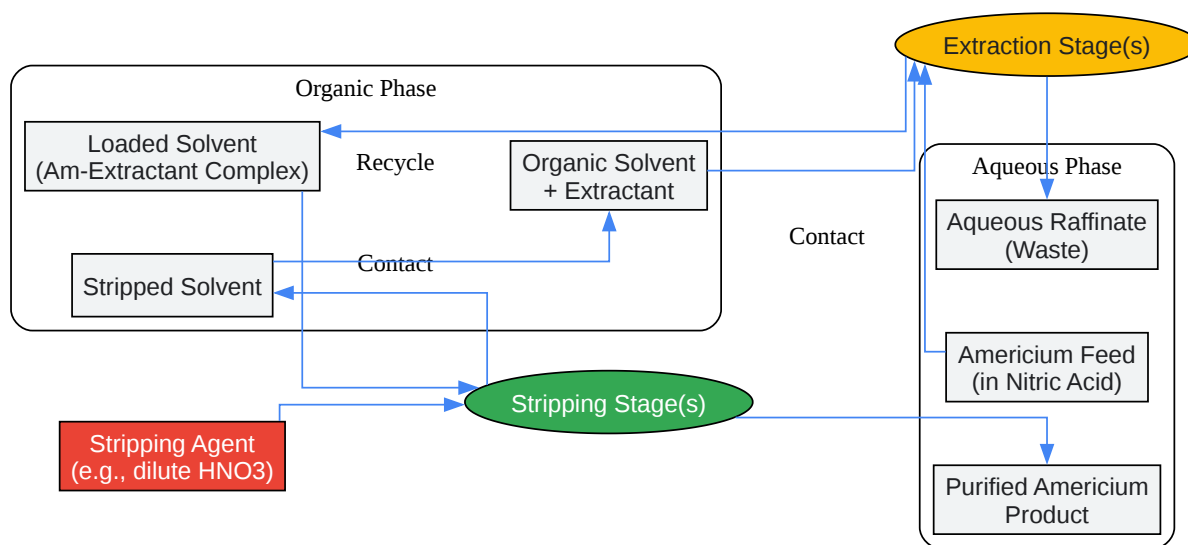 Extraction Stage(s)
Organic Phase
Loaded Solvent
(Am-Extractant Complex)
Recycle
Organic Solvent
+ Extractant
Aqueous Phase
Aqueous Raffinate
(Waste)
Contact
Contact
Stripped Solvent
Americium Feed
(in Nitric Acid)
Stripping Stage(s)
Stripping Agent
(e.g., dilute HNO3)
Purified Americium
Product